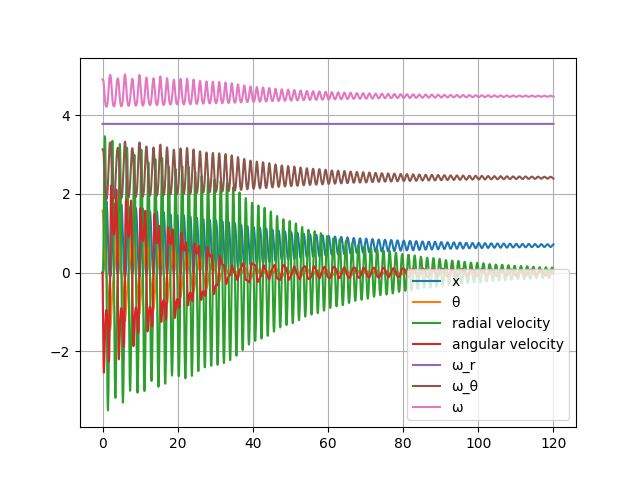 4
2
0
−2
0
20
40
60
80
100
120
x
θ
radial velocity
angular velocity
ω_r
ω_θ
ω